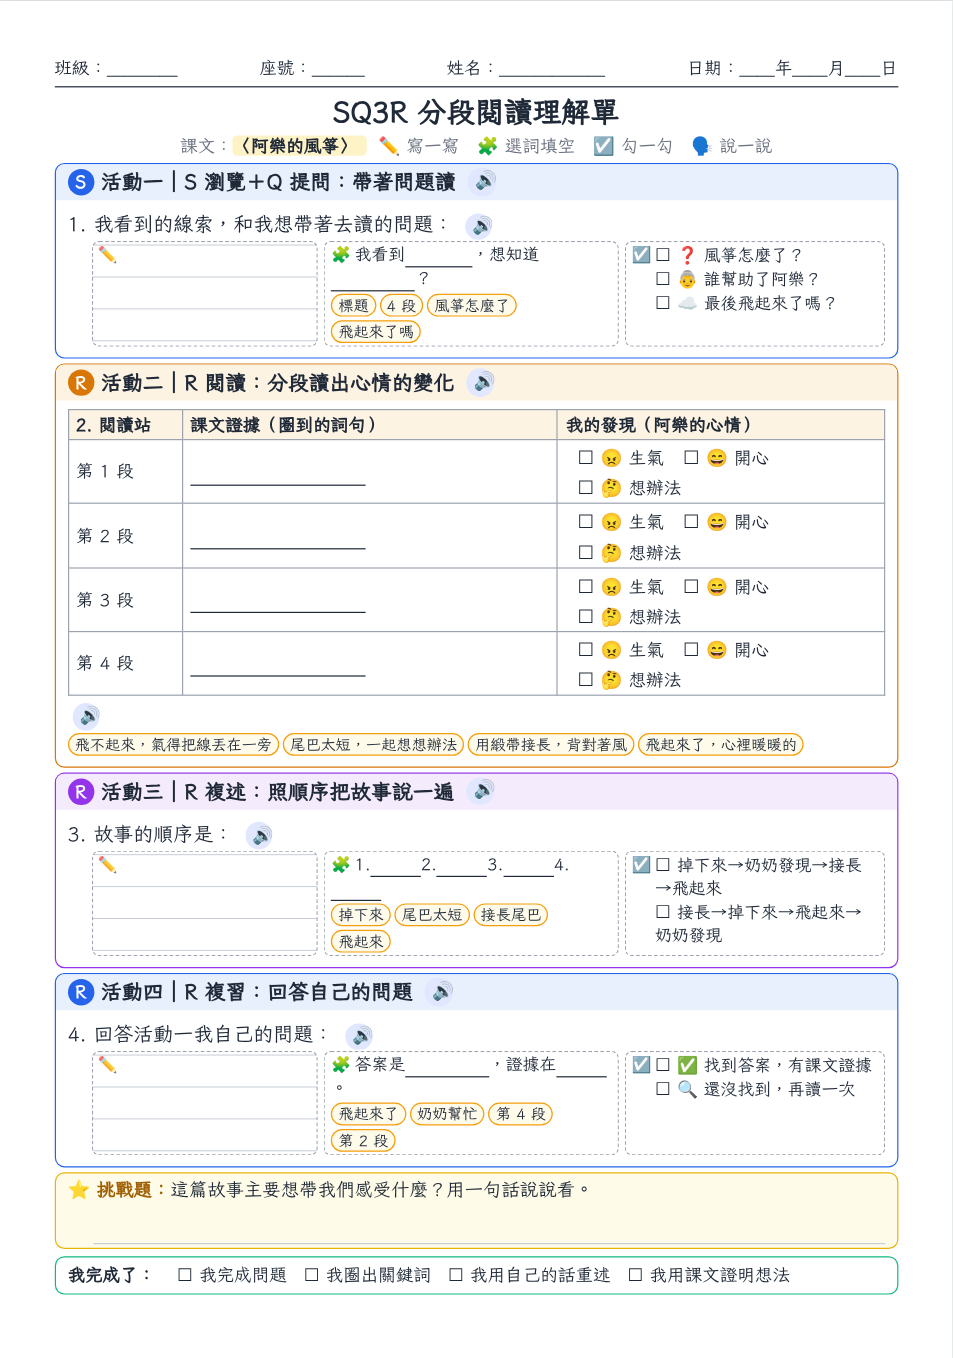 班級：________ 座號：______ 姓名：____________ 日期：____年____月____日
SQ3R 分段閱讀理解單
課文：〈阿樂的風箏〉 ✏️ 寫一寫 🧩 選詞填空 ☑️ 勾一勾 🗣️ 說一說
S 活動一｜S 瀏覽＋Q 提問：帶著問題讀
1. 我看到的線索，和我想帶著去讀的問題：
我看到________，想知道
__________？
標題 4 段 風箏怎麼了
飛起來了嗎
☐ ❓ 風箏怎麼了？
☐ 👵 誰幫助了阿樂？
☐ ☁️ 最後飛起來了嗎？
R 活動二｜R 閱讀：分段讀出心情的變化
2. 閱讀站 課文證據（圈到的詞句） 我的發現（阿樂的心情）
第 1 段 ____________________ ☐ 😠 生氣 ☐ 😄 開心
☐ 🤔 想辦法
第 2 段 ____________________ ☐ 😠 生氣 ☐ 😄 開心
☐ 🤔 想辦法
第 3 段 ____________________ ☐ 😠 生氣 ☐ 😄 開心
☐ 🤔 想辦法
第 4 段 ____________________ ☐ 😠 生氣 ☐ 😄 開心
☐ 🤔 想辦法
飛不起來，氣得把線丟在一旁 尾巴太短，一起想想辦法 用緞帶接長，背對著風 飛起來了，心裡暖暖的
R 活動三｜R 複述：照順序把故事說一遍
3. 故事的順序是：
1.______2.______3.______4.
______
掉下來 尾巴太短 接長尾巴
飛起來
☐ 掉下來→奶奶發現→接長
→飛起來
☐ 接長→掉下來→飛起來→
奶奶發現
R 活動四｜R 複習：回答自己的問題
4. 回答活動一我自己的問題：
答案是__________，證據在______
。
飛起來了 奶奶幫忙 第 4 段
第 2 段
☐ ✅ 找到答案，有課文證據
☐ 🔍 還沒找到，再讀一次
⭐ 挑戰題：這篇故事主要想帶我們感受什麼？用一句話說說看。
我完成了： ☐ 我完成問題 ☐ 我圈出關鍵詞 ☐ 我用自己的話重述 ☐ 我用課文證明想法